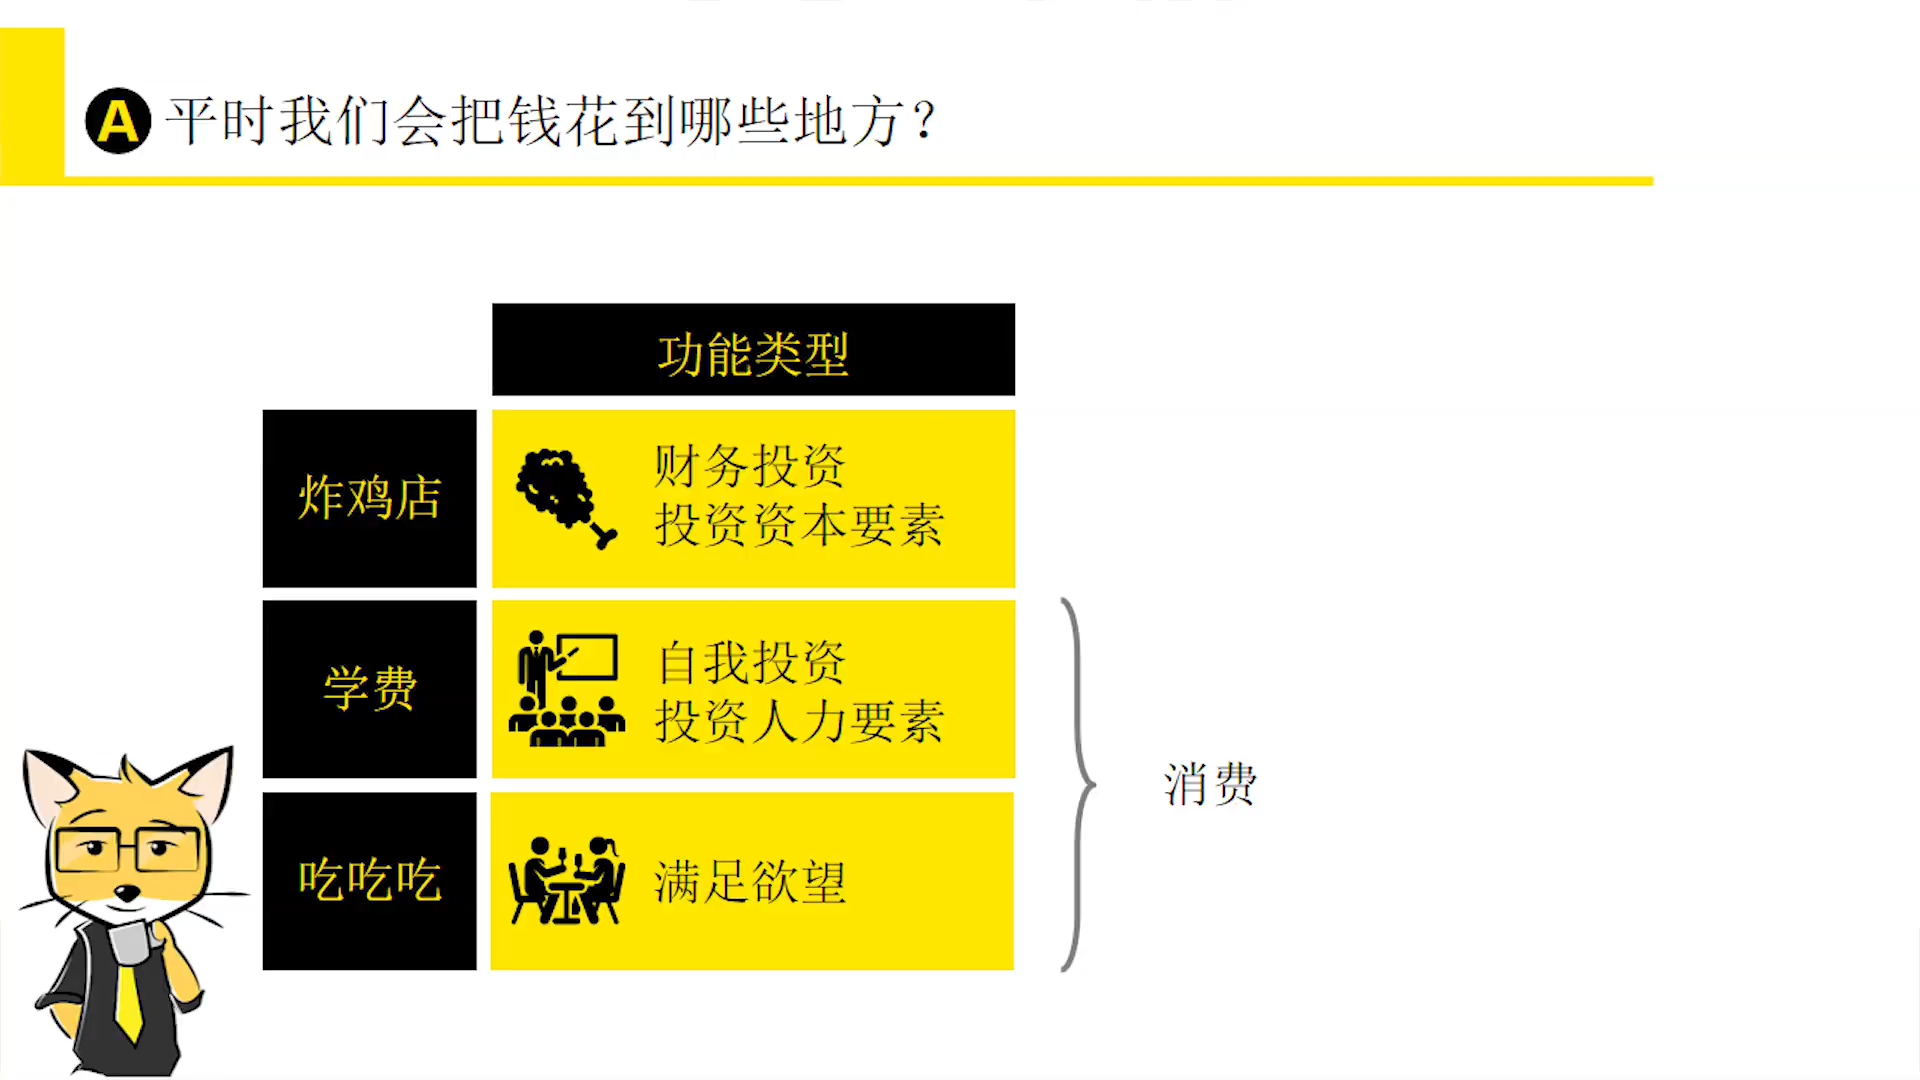 A 平时我们会把钱花到哪些地方？
功能类型
炸鸡店
财务投资
投资资本要素
学费
自我投资
投资人力要素
消费
吃吃吃
满足欲望